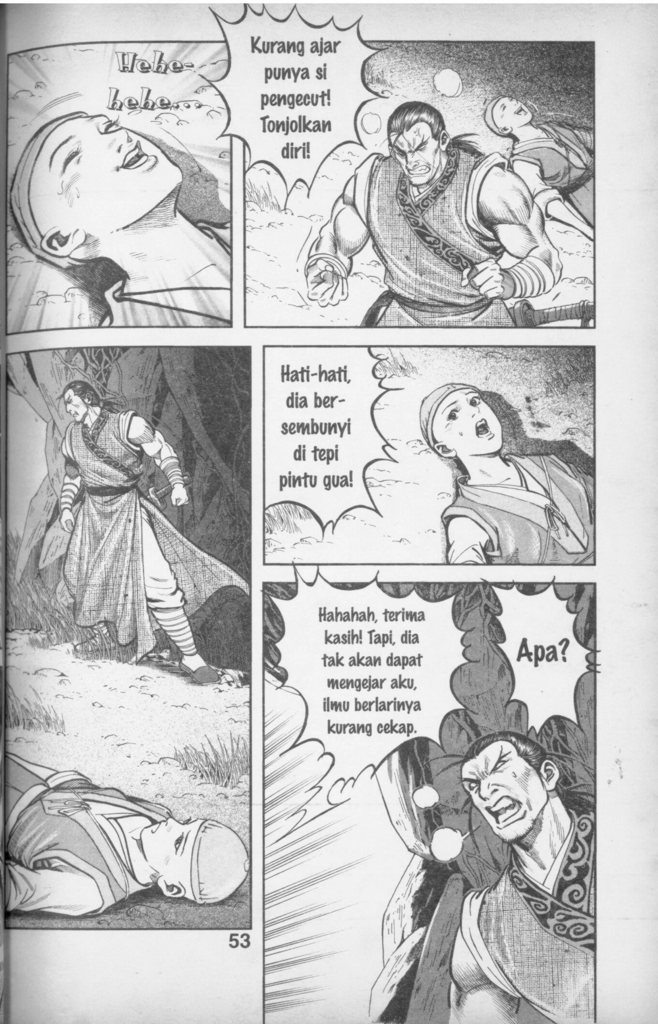 Hehe-
hehe...
Kurang ajar
punya si
pengecut!
Tonjolkan
diri!
Hati-hati,
dia ber-
sembunyi
di tepi
pintu gua!
Hahahah, terima
kasih! Tapi, dia
tak akan dapat
mengejar aku,
ilmu berlarinya
kurang cekap.
Apa?
53